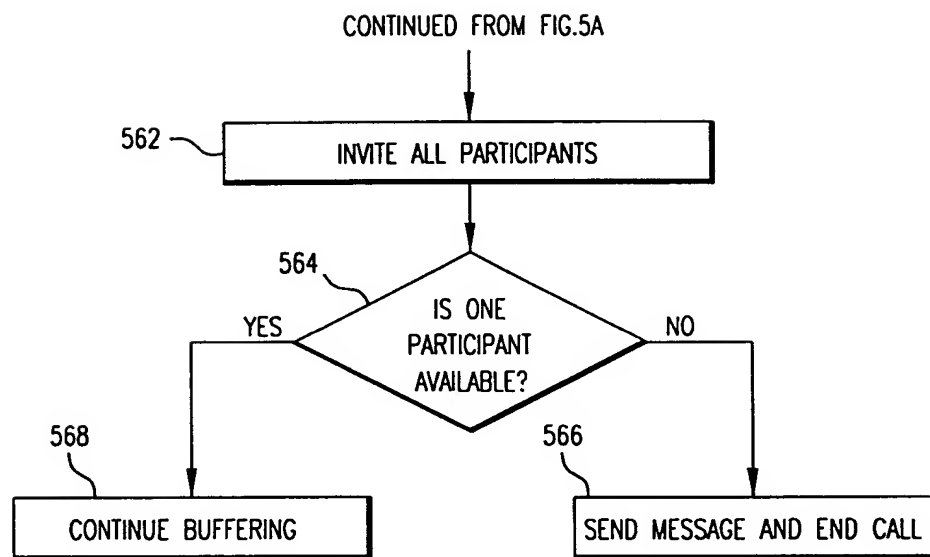 CONTINUED FROM FIG.5A
562
INVITE ALL PARTICIPANTS
564
IS ONE
PARTICIPANT
AVAILABLE?
YES
NO
568
CONTINUE BUFFERING
566
SEND MESSAGE AND END CALL